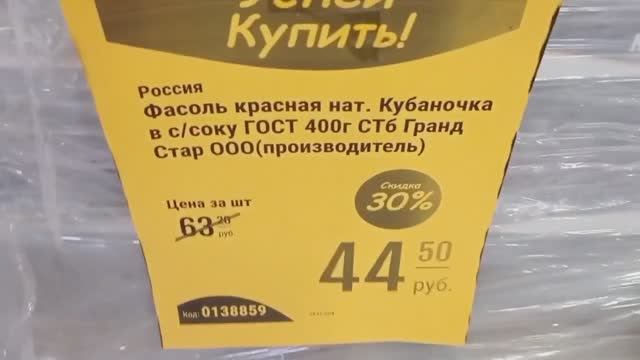 Успей
Купить!
Россия
Фасоль красная нат. Кубаночка
в с/соку ГОСТ 400г СТб Гранд
Стар ООО(производитель)
Цена за шт
63 20
руб.
Скидка
30%
44 50
руб.
Код: 0138859